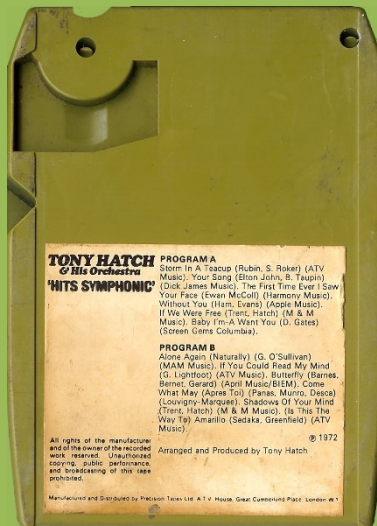 TONY HATCH
& His Orchestra
'HITS SYMPHONIC'
PROGRAM A
Storm In A Teacup (Rubin, S. Roker) (ATV
Music). Your Song (Elton John, B. Taupin)
(Dick James Music). The First Time Ever I Saw
Your Face (Ewan McColl) (Harmony Music).
Without You (Ham, Evans) (Apple Music).
If We Were Free (Trent, Hatch) (M & M
Music). Baby I'm-A Want You (D. Gates)
(Screen Gems Columbia).
PROGRAM B
Alone Again (Naturally) (G. O'Sullivan)
(MAM Music). If You Could Read My Mind
(G. Lightfoot) (ATV Music). Butterfly (Barnes,
Bernet, Gerard) (April Music/BIEM). Come
What May (Apres Toi) (Panas, Munro, Desca)
(Louvigny-Marquee). Shadows Of Your Mind
(Trent, Hatch) (M & M Music). (Is This The
Way To) Amarillo (Sedaka, Greenfield) (ATV
Music).
℗ 1972
Arranged and Produced by Tony Hatch
All rights of the manufacturer
and of the owner of the recorded
work reserved. Unauthorized
copying, public performance,
and broadcasting of this tape
prohibited.
Manufactured and Distributed by Precision Tapes Ltd. A.T.V. House, Great Cumberland Place, London W.1